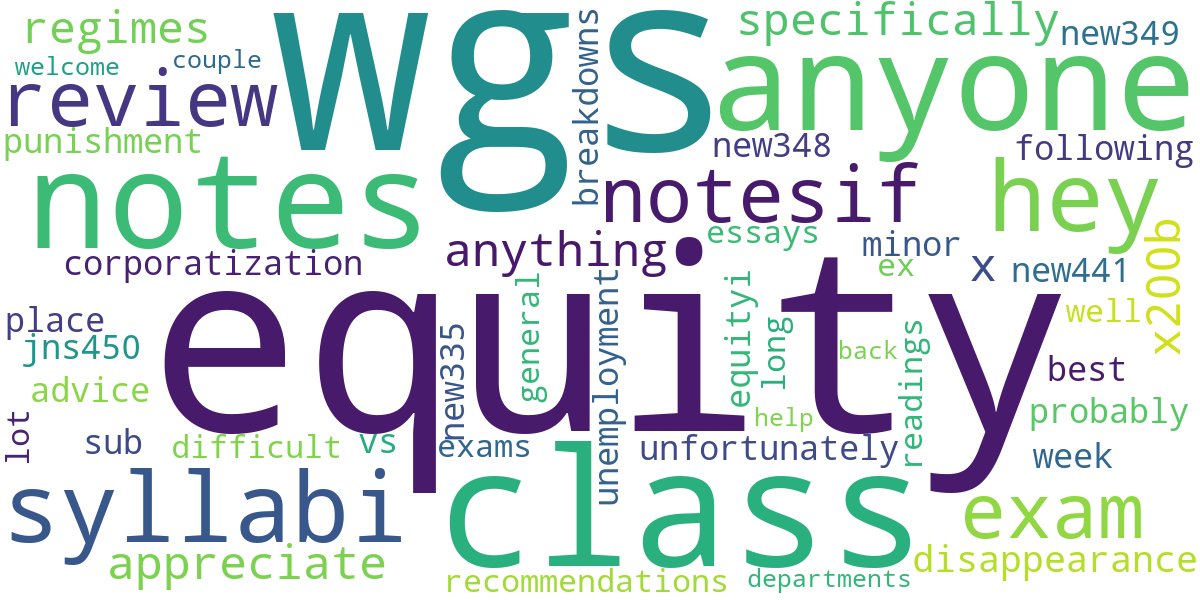 regimes
wgs
specifically
new349
welcome
couple
review
breakdowns
anyone
punishment
notes
new348
following
notesif
hey
corporatization
anything
essays
minor
ex
x
new441
x200b
place
jns450
equity
new335
general
unemployment
equityi
long
back
readings
well
best
advice
help
probably
lot
sub
difficult
vs
exams
unfortunately
week
syllabi
class
exam
appreciate
disappearance
recommendations
departments